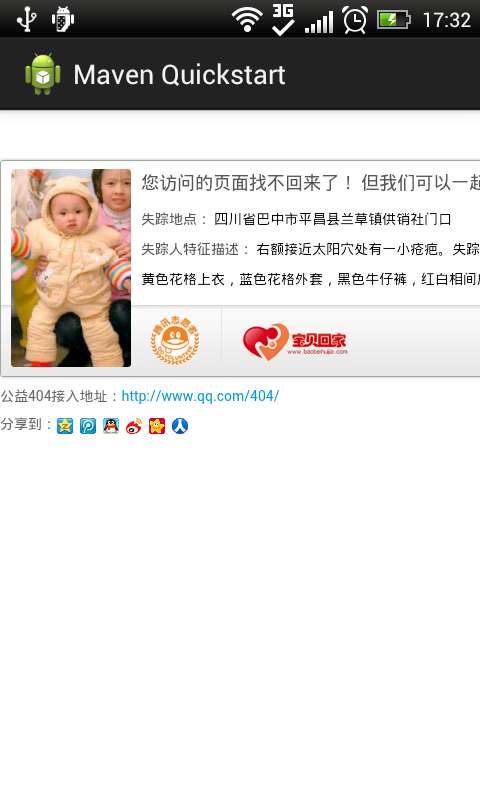 3G
17:32
Maven Quickstart
您访问的页面找不回来了！但我们可以一起
失踪地点： 四川省巴中市平昌县兰草镇供销社门口
失踪人特征描述： 右额接近太阳穴处有一小疮疤。失踪
黄色花格上衣，蓝色花格外套，黑色牛仔裤，红白相间
腾讯志愿者
QQ VOLUNTEER
宝贝回家
www.baobeihuijia.com
公益404接入地址：http://www.qq.com/404/
分享到：